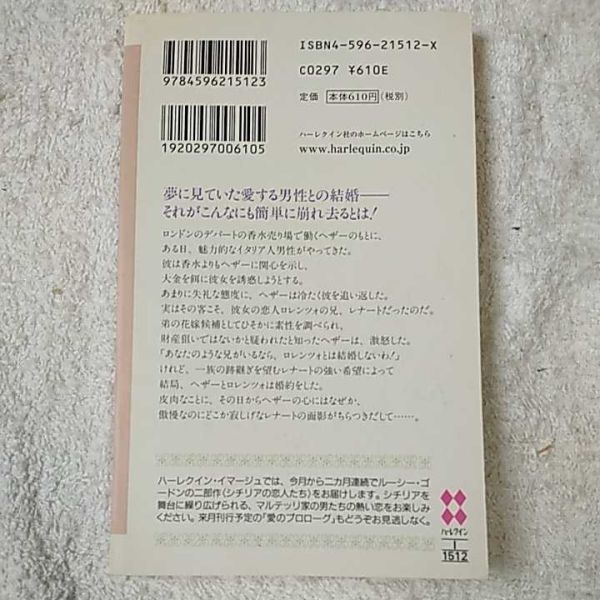 ISBN4-596-21512-X
9784596215123
C0297 ¥610E
定価 本体610円(税別)
1920297006105
ハーレクイン社のホームページはこちら
www.harlequin.co.jp
夢に見ていた愛する男性との結婚――
それがこんなにも簡単に崩れ去るとは!
ロンドンのデパートの香水売り場で働くヘザーのもとに、
ある日、魅力的なイタリア人男性がやってきた。
彼は香水よりもヘザーに関心を示し、
大金を餌に彼女を誘惑しようとする。
あまりに失礼な態度に、ヘザーは冷たく彼を追い返した。
実はその客こそ、彼女の恋人ロレンツォの兄、レナートだったのだ。
弟の花嫁候補としてひそかに素性を調べられ、
財産狙いではないかと疑われたと知ったヘザーは、激怒した。
「あなたのような兄がいるなら、ロレンツォとは結婚しないわ!」
けれど、一族の跡継ぎを望むレナートの強い希望によって
結局、ヘザーとロレンツォは婚約をした。
皮肉なことに、その日からヘザーの心にはなぜか、
傲慢なのにどこか寂しげなレナートの面影がちらつきだして……。
ハーレクイン・イマージュでは、今月から二カ月連続でルーシー・ゴ
ードンの二部作〈シチリアの恋人たち〉をお届けします。シチリアを
舞台に繰り広げられる、マルテッリ家の男たちの熱い恋をお楽しみ
ください。来月刊行予定の『愛のプロローグ』もどうぞお見逃しなく。
ハーレクイン
I
1512